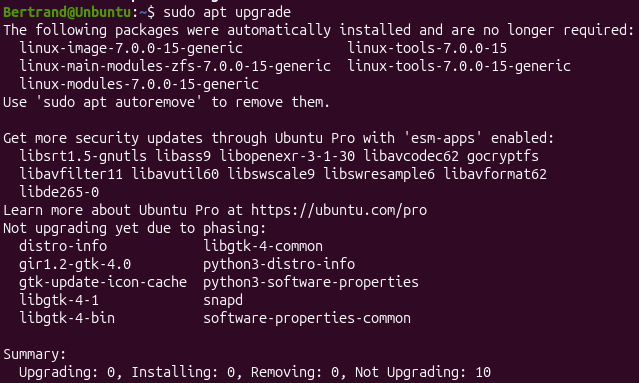 Bertrand@Unbuntu:~$ sudo apt upgrade
The following packages were automatically installed and are no longer required:
  linux-image-7.0.0-15-generic             linux-tools-7.0.0-15
  linux-main-modules-zfs-7.0.0-15-generic  linux-tools-7.0.0-15-generic
  linux-modules-7.0.0-15-generic
Use 'sudo apt autoremove' to remove them.

Get more security updates through Ubuntu Pro with 'esm-apps' enabled:
  libsrt1.5-gnutls libass9 libopenexr-3-1-30 libavcodec62 gocryptfs
  libavfilter11 libavutil60 libswscale9 libswresample6 libavformat62
  libde265-0
Learn more about Ubuntu Pro at https://ubuntu.com/pro
Not upgrading yet due to phasing:
  distro-info            libgtk-4-common
  gir1.2-gtk-4.0         python3-distro-info
  gtk-update-icon-cache  python3-software-properties
  libgtk-4-1             snapd
  libgtk-4-bin           software-properties-common

Summary:
  Upgrading: 0, Installing: 0, Removing: 0, Not Upgrading: 10